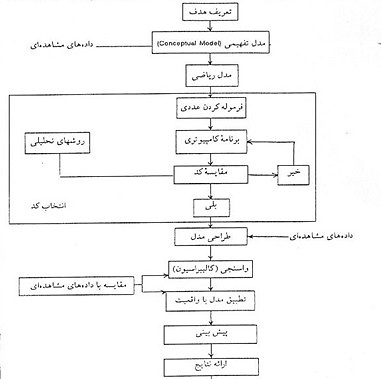 تعریف هدف
مدل تفهیمی (Conceptual Model)
داده‌های مشاهده‌ای
مدل ریاضی
فرموله کردن عددی
برنامهٔ کامپیوتری
روشهای تحلیلی
مقایسهٔ کد
خیر
بلی
انتخاب کد
طراحی مدل
داده‌های مشاهده‌ای
واسنجی (کالیبراسیون)
مقایسه با داده‌های مشاهده‌ای
تطبیق مدل با واقعیت
پیش بینی
ارائه نتایج